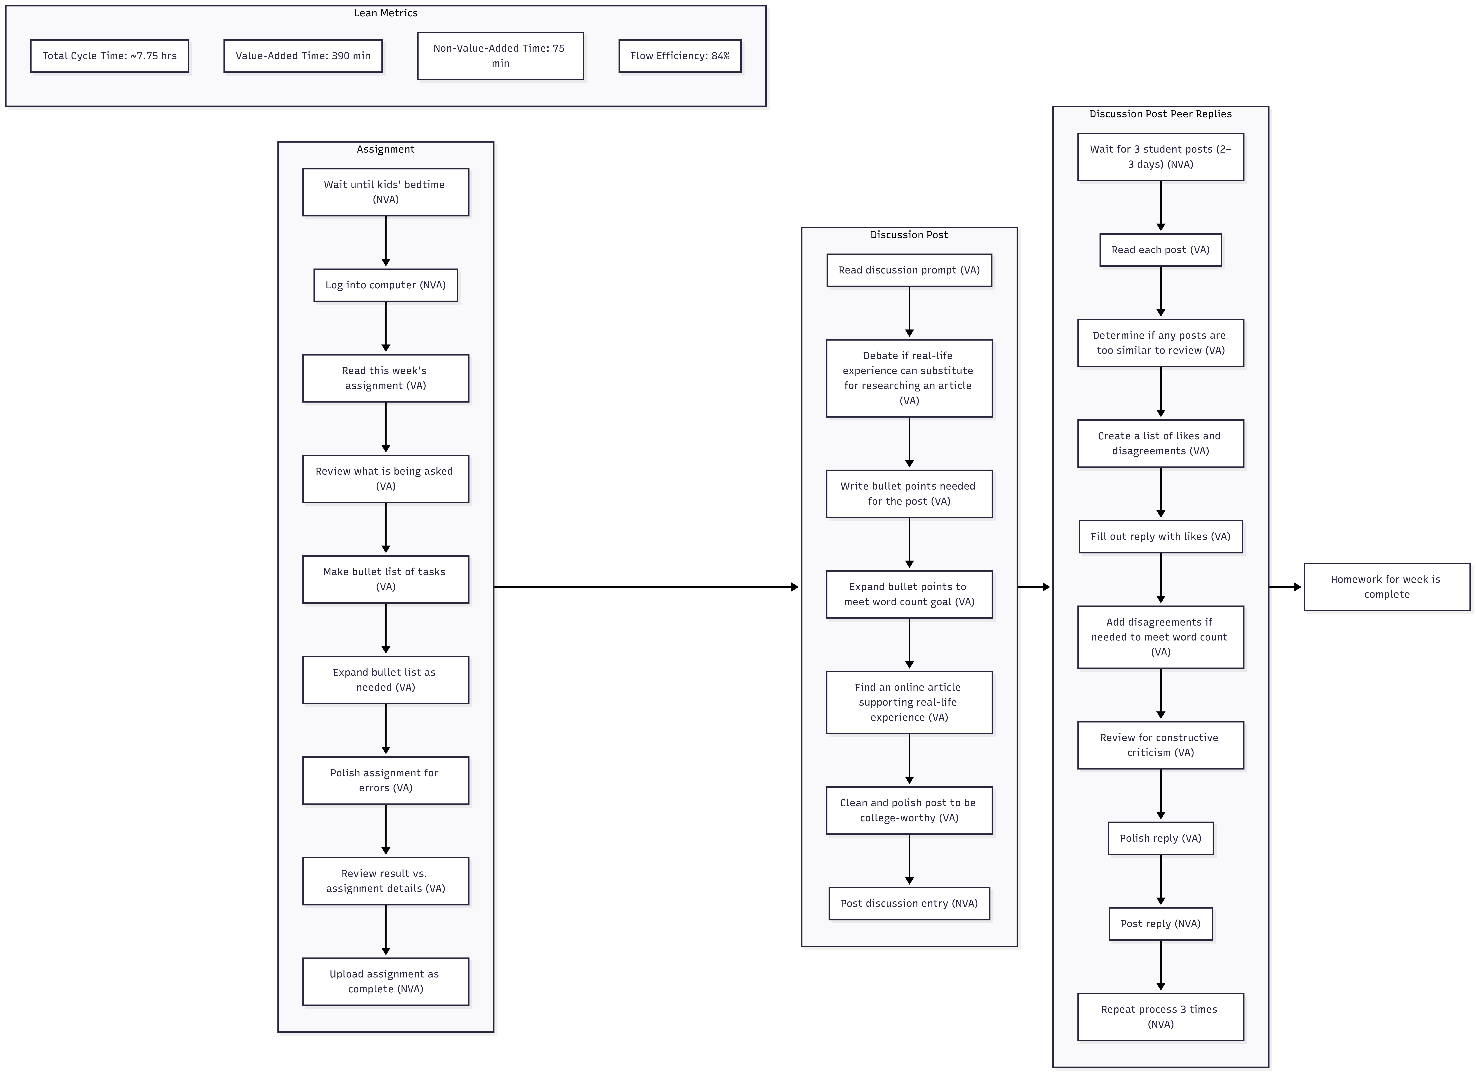 Lean Metrics
Total Cycle Time: ~7.75 hrs
Value-Added Time: 390 min
Non-Value-Added Time: 75
min
Flow Efficiency: 84%
Assignment
Wait until kids' bedtime
(NVA)
Log into computer (NVA)
Read this week's
assignment (VA)
Review what is being asked
(VA)
Make bullet list of tasks
(VA)
Expand bullet list as
needed (VA)
Polish assignment for
errors (VA)
Review result vs.
assignment details (VA)
Upload assignment as
complete (NVA)
Discussion Post
Read discussion prompt (VA)
Debate if real-life
experience can substitute
for researching an article
(VA)
Write bullet points needed
for the post (VA)
Expand bullet points to
meet word count goal (VA)
Find an online article
supporting real-life
experience (VA)
Clean and polish post to be
college-worthy (VA)
Post discussion entry (NVA)
Discussion Post Peer Replies
Wait for 3 student posts (2–
3 days) (NVA)
Read each post (VA)
Determine if any posts are
too similar to review (VA)
Create a list of likes and
disagreements (VA)
Fill out reply with likes (VA)
Add disagreements if
needed to meet word count
(VA)
Review for constructive
criticism (VA)
Polish reply (VA)
Post reply (NVA)
Repeat process 3 times
(NVA)
Homework for week is
complete